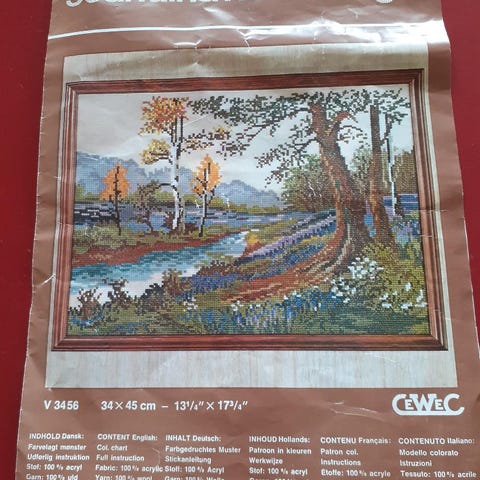 V 3456 34 × 45 cm – 13¹/₄" × 17³/₄"
CEWEC
INHOLD Dansk:
Farvelagt mønster
Udførlig instruktion
Stof: 100 % acryl
CONTENT English:
Col. chart
Full instruction
Fabric: 100 % acrylic
Yarn: 100 % wool
INHALT Deutsch:
Farbgedrucktes Muster
Stickanleitung
Stoff: 100 % Acryl
INHOUD Hollands:
Patroon in kleuren
Werkwijze
Stof: 100 % acryl
CONTENU Français:
Patron col.
Instructions
Étoffe: 100 % acryle
CONTENUTO Italiano:
Modello colorato
Istruzioni
Tessuto: 100 % acrile